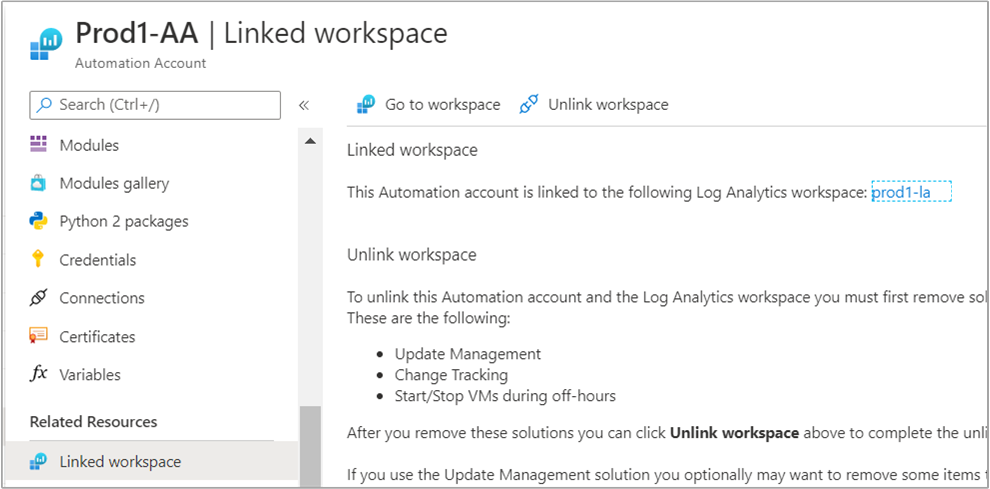 Prod1-AA | Linked workspace
Automation Account
Search (Ctrl+/)
«
Go to workspace
Unlink workspace
Modules
Modules gallery
Python 2 packages
Credentials
Connections
Certificates
fx Variables
Related Resources
Linked workspace
Linked workspace
This Automation account is linked to the following Log Analytics workspace: prod1-la
Unlink workspace
To unlink this Automation account and the Log Analytics workspace you must first remove sol
These are the following:
• Update Management
• Change Tracking
• Start/Stop VMs during off-hours
After you remove these solutions you can click Unlink workspace above to complete the unli
If you use the Update Management solution you optionally may want to remove some items t